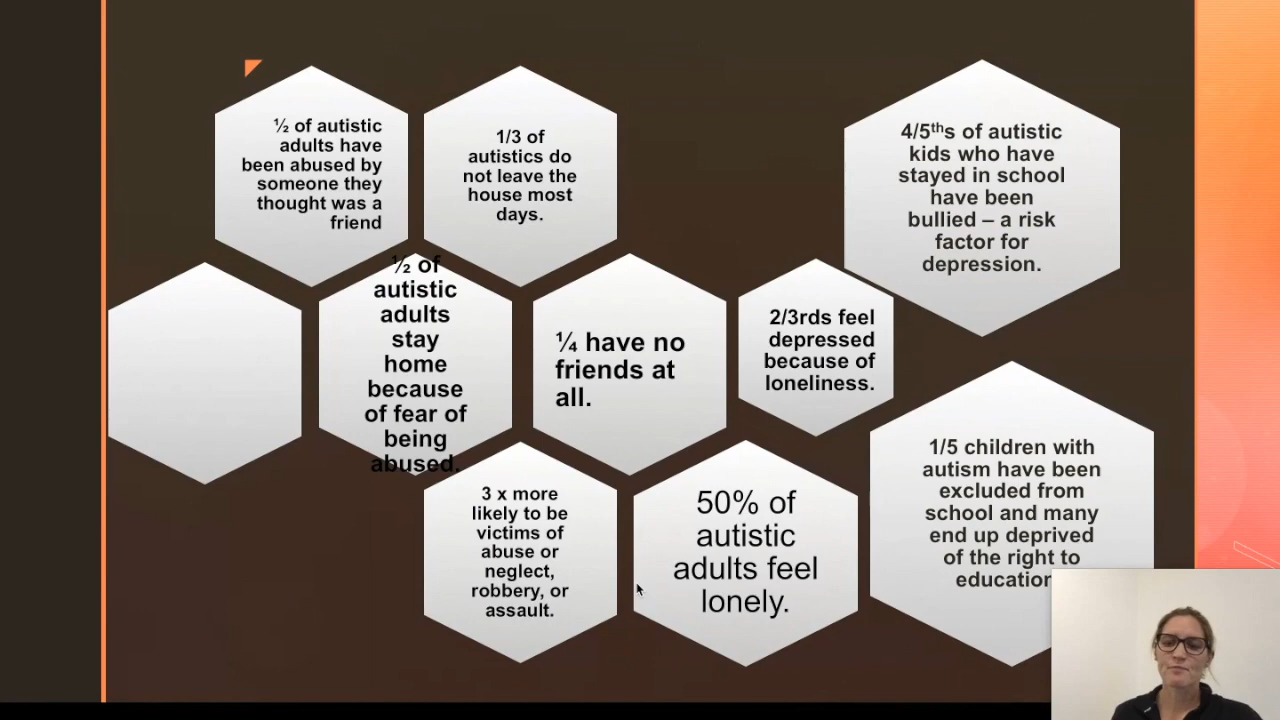 ½ of autistic
adults have
been abused by
someone they
thought was a
friend
1/3 of
autistics do
not leave the
house most
days.
4/5ᵗʰs of autistic
kids who have
stayed in school
have been
bullied – a risk
factor for
depression.
½ of
autistic
adults
stay
home
because
of fear of
being
abused.
¼ have no
friends at
all.
2/3rds feel
depressed
because of
loneliness.
3 x more
likely to be
victims of
abuse or
neglect,
robbery, or
assault.
50% of
autistic
adults feel
lonely.
1/5 children with
autism have been
excluded from
school and many
end up deprived
of the right to
education